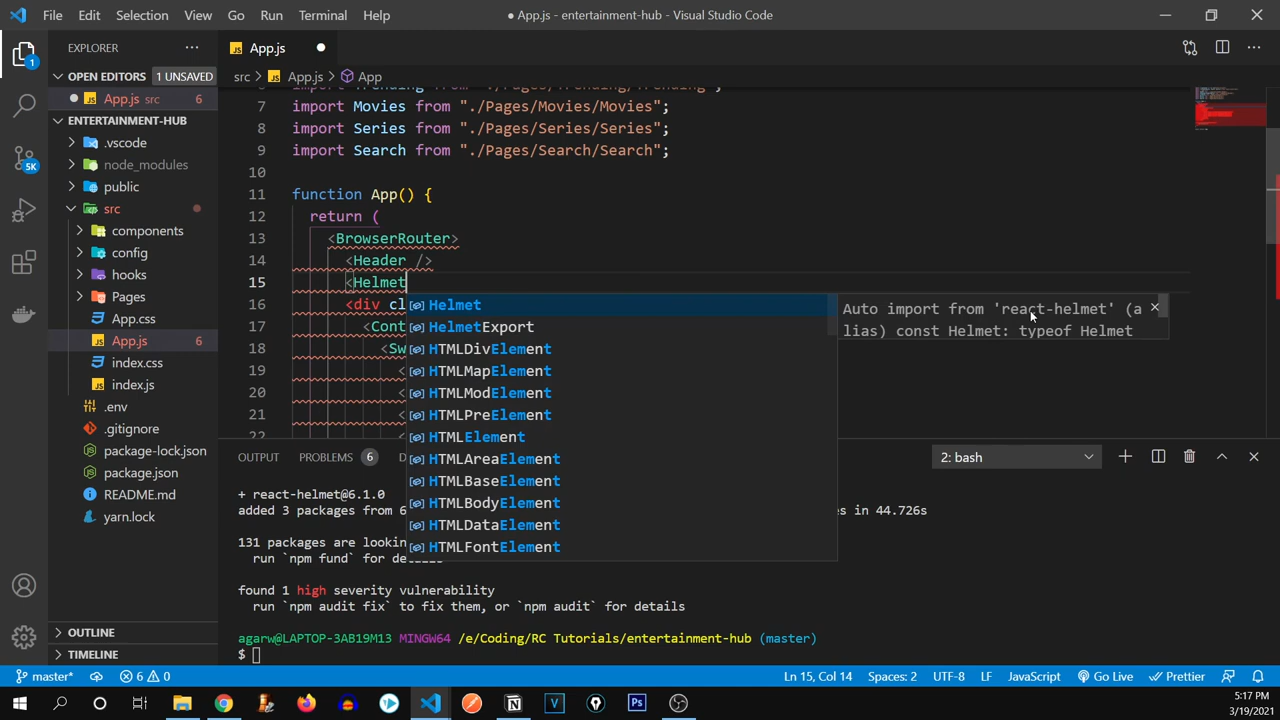 File Edit Selection View Go Run Terminal Help
● App.js - entertainment-hub - Visual Studio Code
EXPLORER
OPEN EDITORS 1 UNSAVED
App.js src 6
ENTERTAINMENT-HUB
.vscode
node_modules
public
src
components
config
hooks
Pages
App.css
App.js 6
index.css
index.js
.env
.gitignore
package-lock.json
package.json
README.md
yarn.lock
OUTLINE
TIMELINE
1
5K
App.js
src > App.js > App
7 import Movies from "./Pages/Movies/Movies";
8 import Series from "./Pages/Series/Series";
9 import Search from "./Pages/Search/Search";
10
11 function App() {
12 return (
13 <BrowserRouter>
14 <Header />
15 <Helmet
16 <div cl
17 <Cont
18 <Sw
19 <
20 <
21 <
22 <
Helmet
HelmetExport
HTMLDivElement
HTMLMapElement
HTMLModElement
HTMLPreElement
HTMLElement
HTMLAreaElement
HTMLBaseElement
HTMLBodyElement
HTMLDataElement
HTMLFontElement
Auto import from 'react-helmet' (a
lias) const Helmet: typeof Helmet
OUTPUT PROBLEMS 6 D
2: bash
+ react-helmet@6.1.0
added 3 packages from 6
es in 44.726s
131 packages are lookin
run `npm fund` for details
found 1 high severity vulnerability
run `npm audit fix` to fix them, or `npm audit` for details
agarw@LAPTOP-3AB19M13 MINGW64 /e/Coding/RC Tutorials/entertainment-hub (master)
$
master* 6 0
Ln 15, Col 14 Spaces: 2 UTF-8 LF JavaScript Go Live Prettier
5:17 PM
3/19/2021